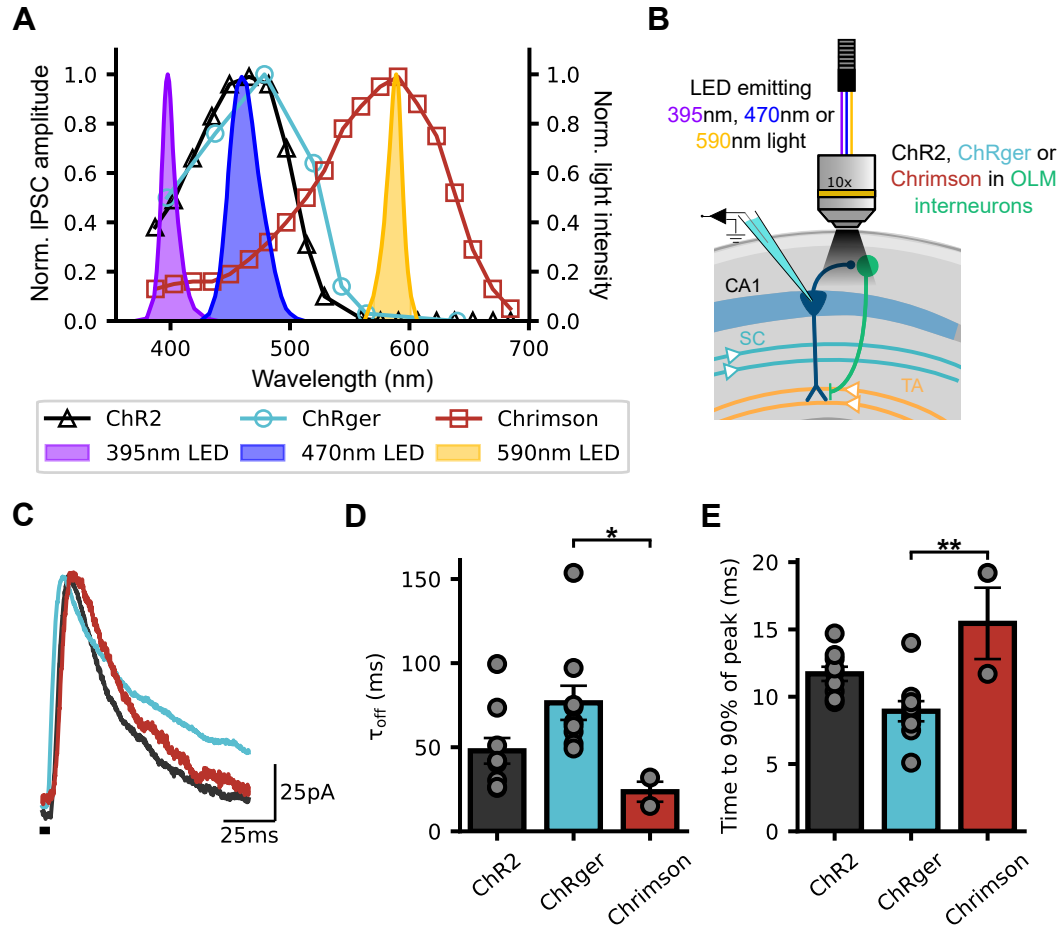 A
Norm. IPSC amplitude
1.0
0.8
0.6
0.4
0.2
0.0
400
500
600
700
Wavelength (nm)
1.0
0.8
0.6
0.4
0.2
0.0
Norm. light intensity
ChR2
ChRger
Chrimson
395nm LED
470nm LED
590nm LED
B
LED emitting
395nm, 470nm or
590nm light
10x
ChR2, ChRger or
Chrimson in OLM
interneurons
CA1
SC
TA
C
25pA
25ms
D
τoff (ms)
150
100
50
0
*
ChR2
ChRger
Chrimson
E
Time to 90% of peak (ms)
20
15
10
5
0
**
ChR2
ChRger
Chrimson